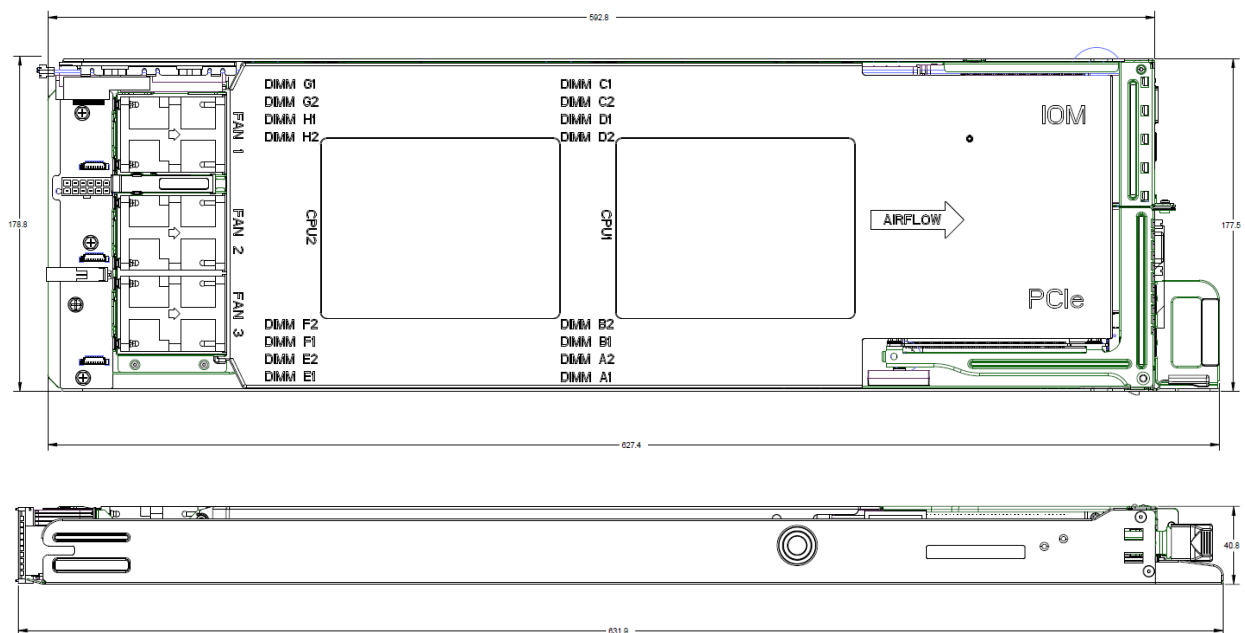 592.8
DIMM G1
DIMM G2
DIMM H1
DIMM H2
DIMM C1
DIMM C2
DIMM D1
DIMM D2
IOM
FAN 1
178.8
FAN 2
CPU2
CPU1
AIRFLOW
177.5
FAN 3
PCIe
DIMM F2
DIMM F1
DIMM E2
DIMM E1
DIMM B2
DIMM B1
DIMM A2
DIMM A1
627.4
40.8
631.9